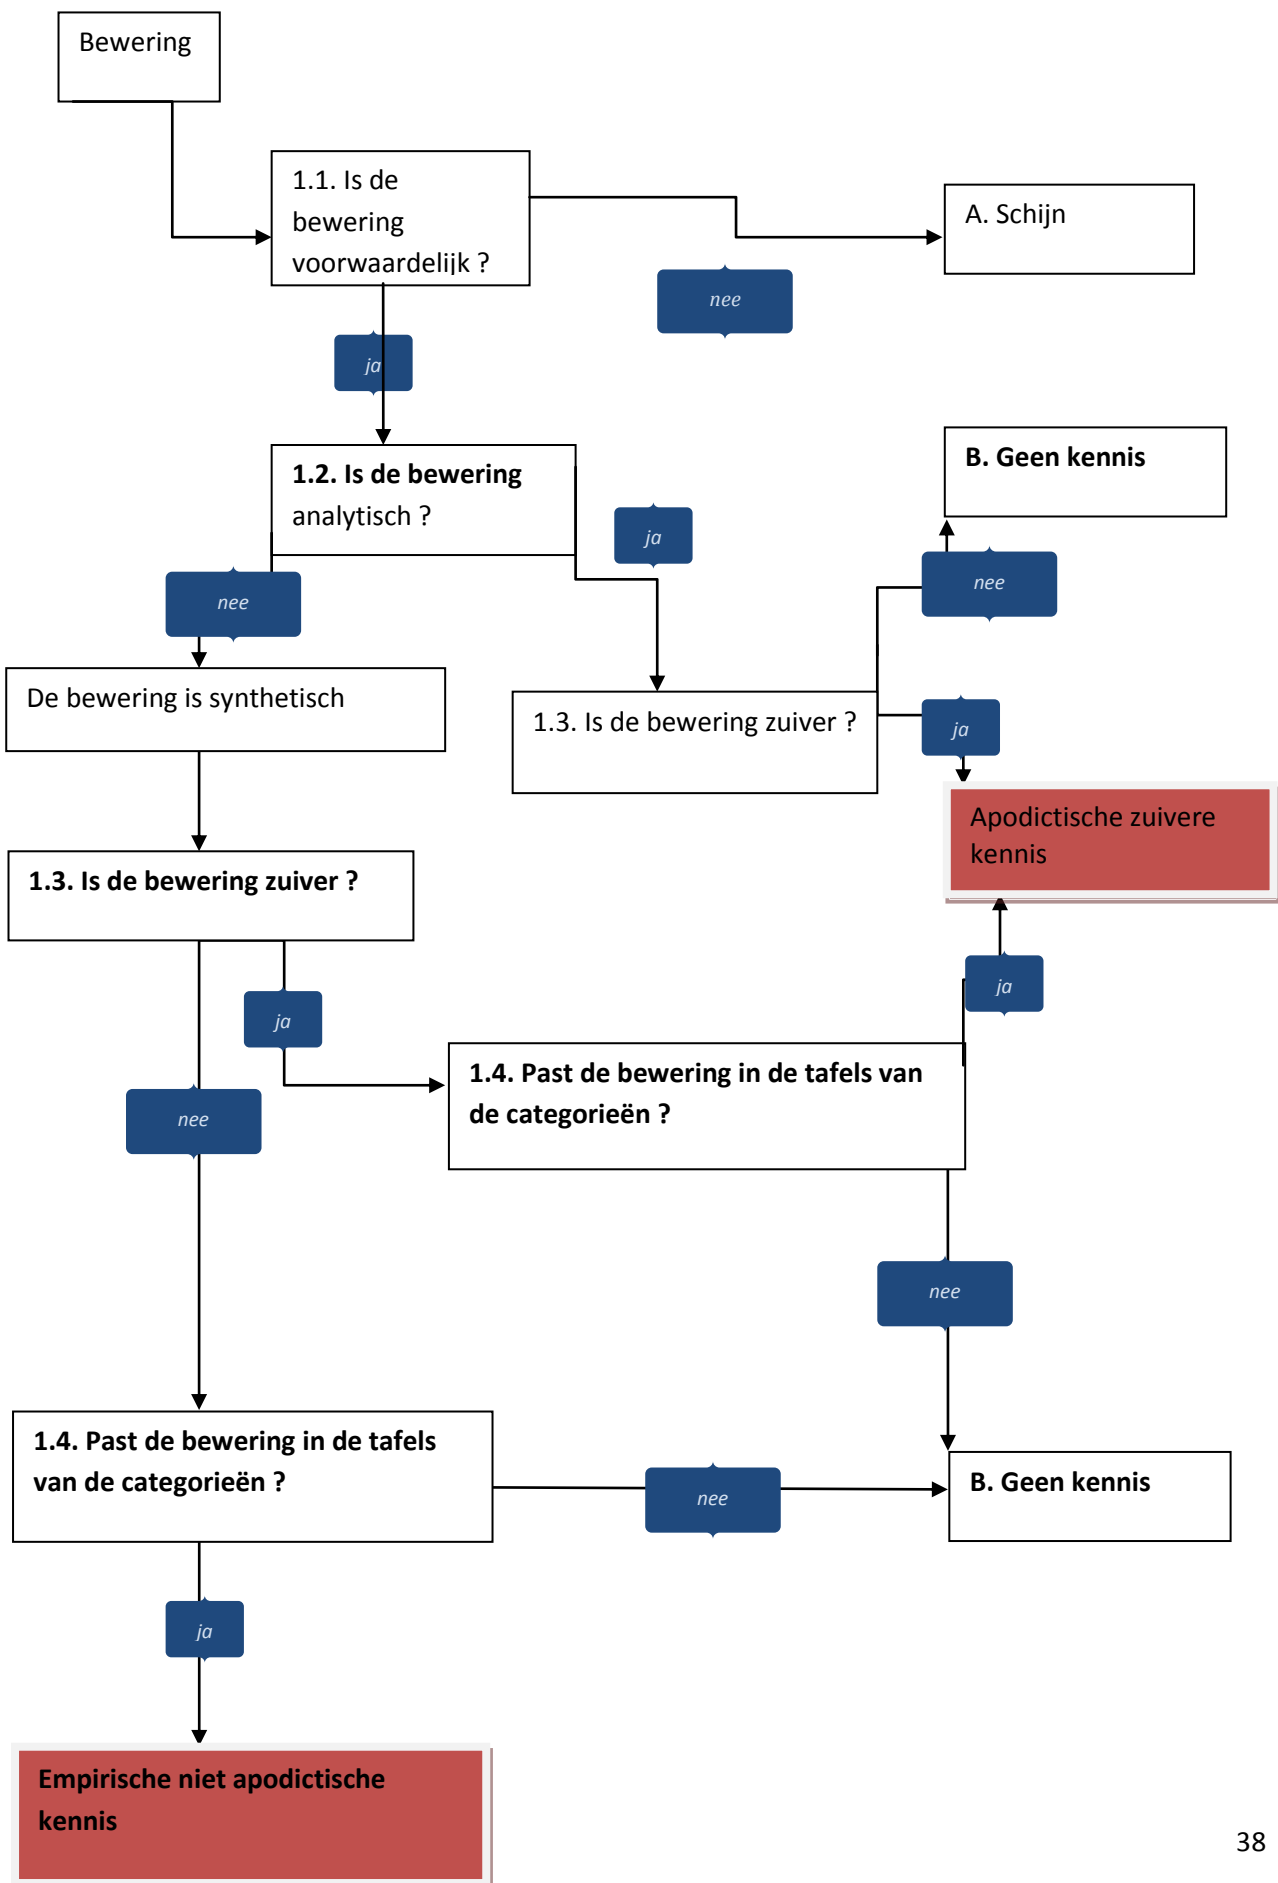 Bewering
1.1. Is de
bewering
voorwaardelijk ?
A. Schijn
nee
ja
1.2. Is de bewering
analytisch ?
B. Geen kennis
ja
nee
nee
De bewering is synthetisch
1.3. Is de bewering zuiver ?
ja
Apodictische zuivere
kennis
1.3. Is de bewering zuiver ?
ja
ja
1.4. Past de bewering in de tafels van
de categorieën ?
nee
nee
1.4. Past de bewering in de tafels
van de categorieën ?
nee
B. Geen kennis
ja
Empirische niet apodictische
kennis
38